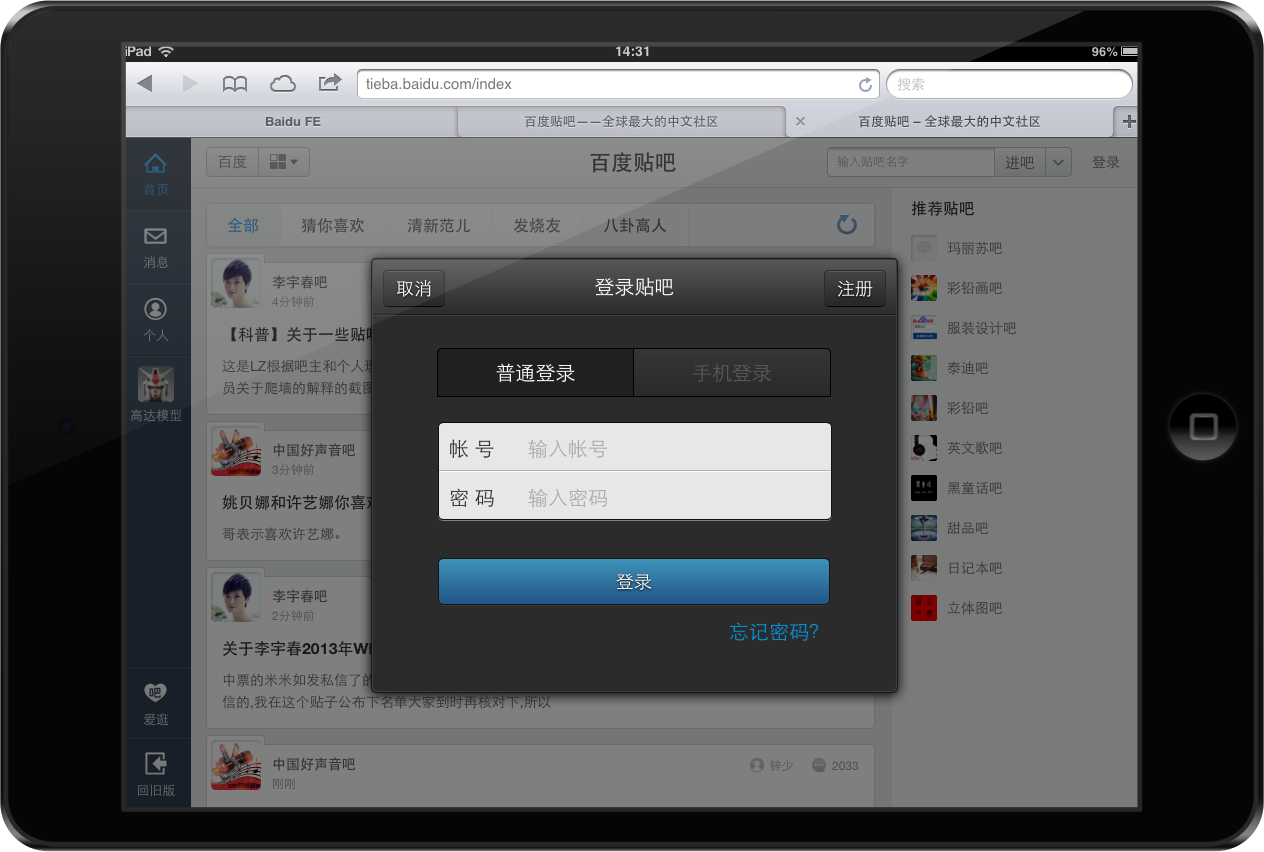 iPad 14:31 96%
tieba.baidu.com/index 搜索
Baidu FE 百度贴吧——全球最大的中文社区 百度贴吧 – 全球最大的中文社区
百度 百度贴吧 输入贴吧名字 进吧 登录
首页
消息
个人
高达模型
吧
爱逛
回旧版
全部 猜你喜欢 清新范儿 发烧友 八卦高人
李宇春吧
4分钟前
【科普】关于一些贴吧
这是LZ根据吧主和个人理
员关于爬墙的解释的截图
中国好声音吧
3分钟前
姚贝娜和许艺娜你喜欢
哥表示喜欢许艺娜。
李宇春吧
2分钟前
关于李宇春2013年W
中票的米米如发私信了的
信的,我在这个贴子公布下名单大家到时再核对下,所以
中国好声音吧
刚刚
锌少 2033
取消 登录贴吧 注册
普通登录 手机登录
帐 号 输入帐号
密 码 输入密码
登录
忘记密码?
推荐贴吧
玛丽苏吧
彩铅画吧
服装设计吧
泰迪吧
彩铅吧
英文歌吧
黑童话吧
甜品吧
日记本吧
立体图吧